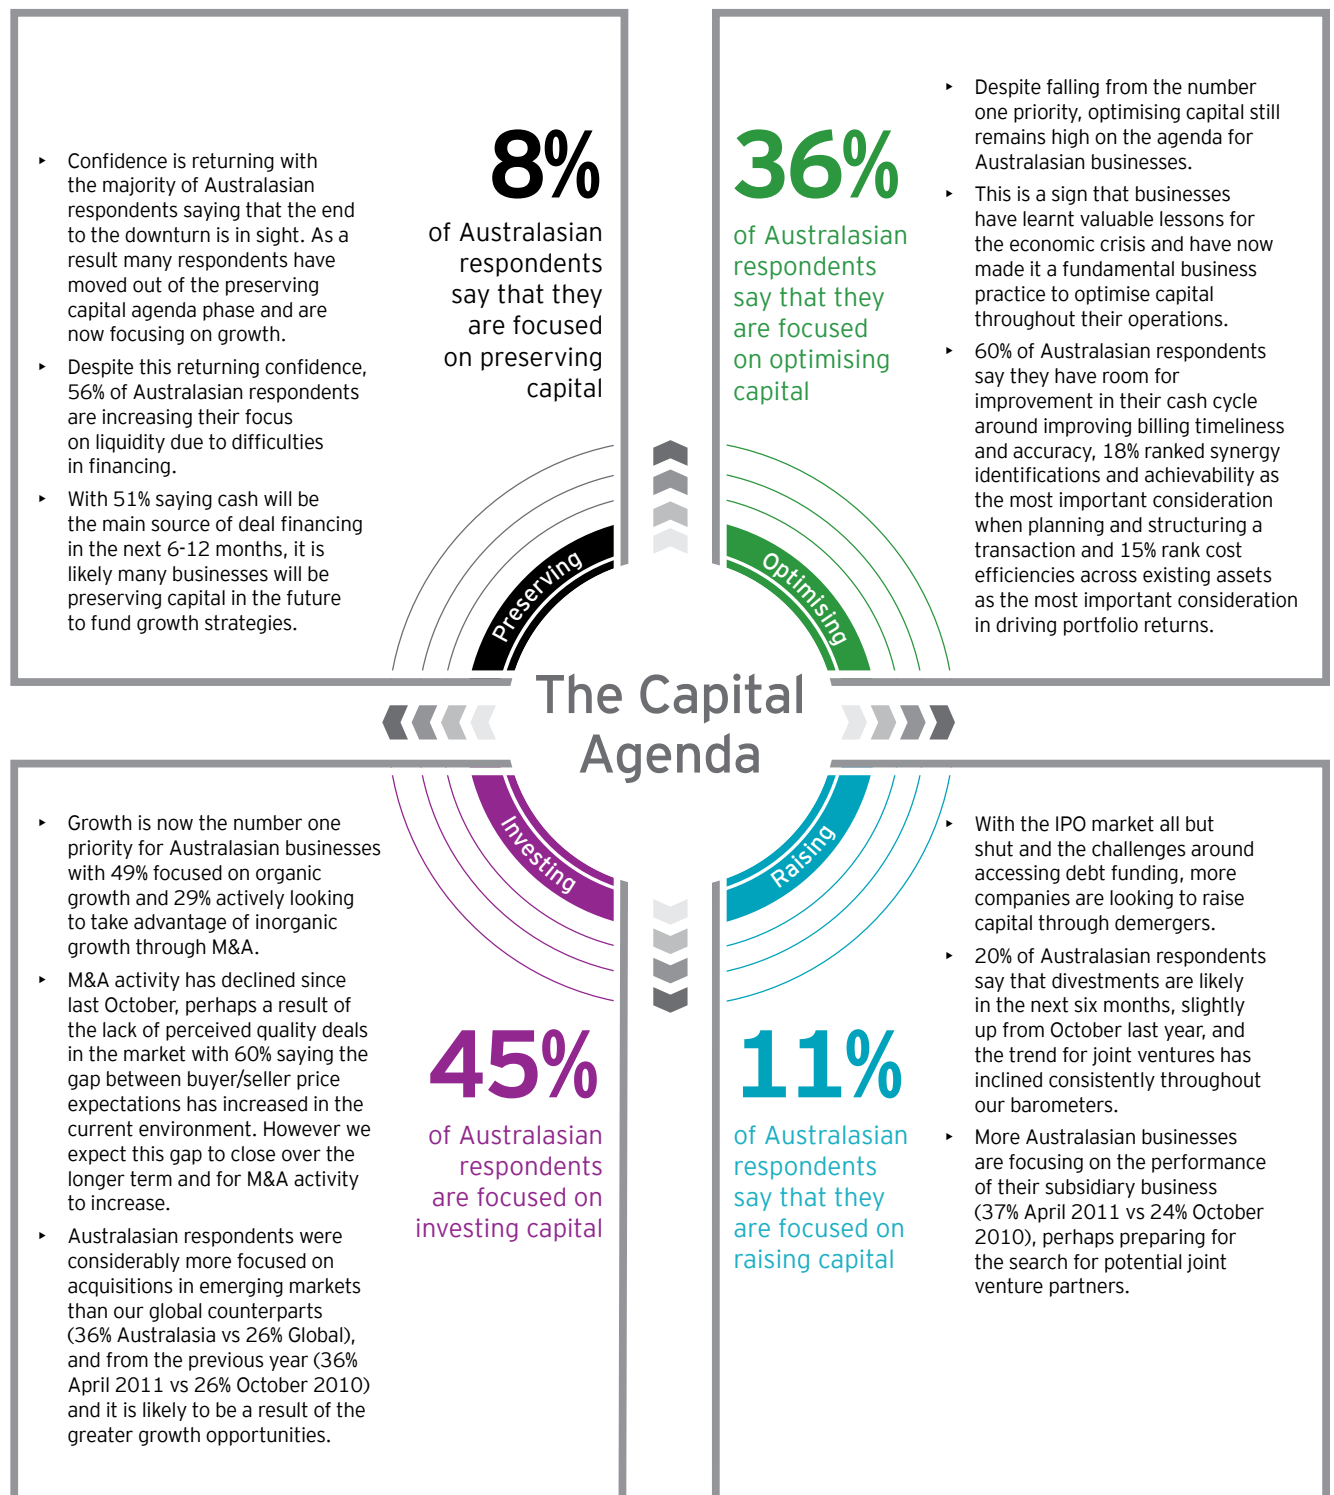 ▸ Confidence is returning with
the majority of Australasian
respondents saying that the end
to the downturn is in sight. As a
result many respondents have
moved out of the preserving
capital agenda phase and are
now focusing on growth.
▸ Despite this returning confidence,
56% of Australasian respondents
are increasing their focus
on liquidity due to difficulties
in financing.
▸ With 51% saying cash will be
the main source of deal financing
in the next 6-12 months, it is
likely many businesses will be
preserving capital in the future
to fund growth strategies.
8%
of Australasian
respondents
say that they
are focused
on preserving
capital
36%
of Australasian
respondents
say that they
are focused
on optimising
capital
▸ Despite falling from the number
one priority, optimising capital still
remains high on the agenda for
Australasian businesses.
▸ This is a sign that businesses
have learnt valuable lessons for
the economic crisis and have now
made it a fundamental business
practice to optimise capital
throughout their operations.
▸ 60% of Australasian respondents
say they have room for
improvement in their cash cycle
around improving billing timeliness
and accuracy, 18% ranked synergy
identifications and achievability as
the most important consideration
when planning and structuring a
transaction and 15% rank cost
efficiencies across existing assets
as the most important consideration
in driving portfolio returns.
Preserving
Optimising
The Capital
Agenda
Investing
Raising
▸ Growth is now the number one
priority for Australasian businesses
with 49% focused on organic
growth and 29% actively looking
to take advantage of inorganic
growth through M&A.
▸ M&A activity has declined since
last October, perhaps a result of
the lack of perceived quality deals
in the market with 60% saying the
gap between buyer/seller price
expectations has increased in the
current environment. However we
expect this gap to close over the
longer term and for M&A activity
to increase.
▸ Australasian respondents were
considerably more focused on
acquisitions in emerging markets
than our global counterparts
(36% Australasia vs 26% Global),
and from the previous year (36%
April 2011 vs 26% October 2010)
and it is likely to be a result of the
greater growth opportunities.
45%
of Australasian
respondents
are focused on
investing capital
11%
of Australasian
respondents
say that they
are focused on
raising capital
▸ With the IPO market all but
shut and the challenges around
accessing debt funding, more
companies are looking to raise
capital through demergers.
▸ 20% of Australasian respondents
say that divestments are likely
in the next six months, slightly
up from October last year, and
the trend for joint ventures has
inclined consistently throughout
our barometers.
▸ More Australasian businesses
are focusing on the performance
of their subsidiary business
(37% April 2011 vs 24% October
2010), perhaps preparing for
the search for potential joint
venture partners.